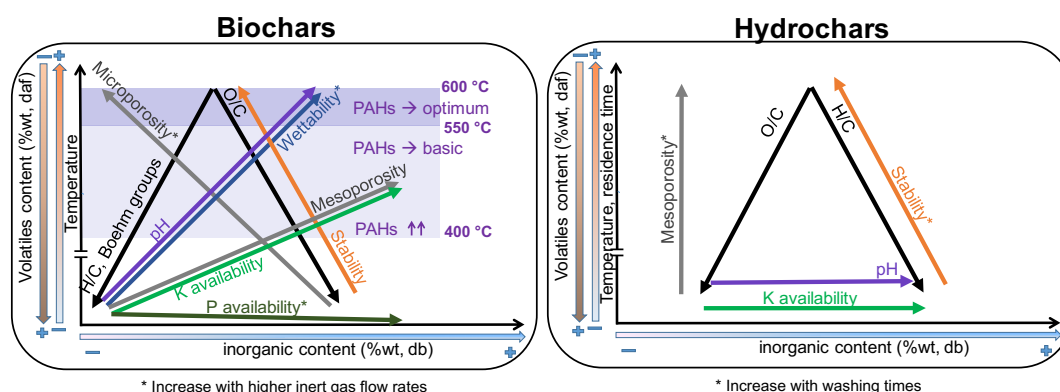 Biochars
Volatiles content (%wt, daf)
Temperature
Microporosity*
H/C, Boehm groups
O/C
pH
Wettability*
Mesoporosity
K availability
P availability*
Stability
600 °C
PAHs → optimum
550 °C
PAHs → basic
PAHs ↑↑ 400 °C
inorganic content (%wt, db)
* Increase with higher inert gas flow rates
Hydrochars
Volatiles content (%wt, daf)
Temperature, residence time
Mesoporosity*
O/C
H/C
Stability*
pH
K availability
inorganic content (%wt, db)
* Increase with washing times